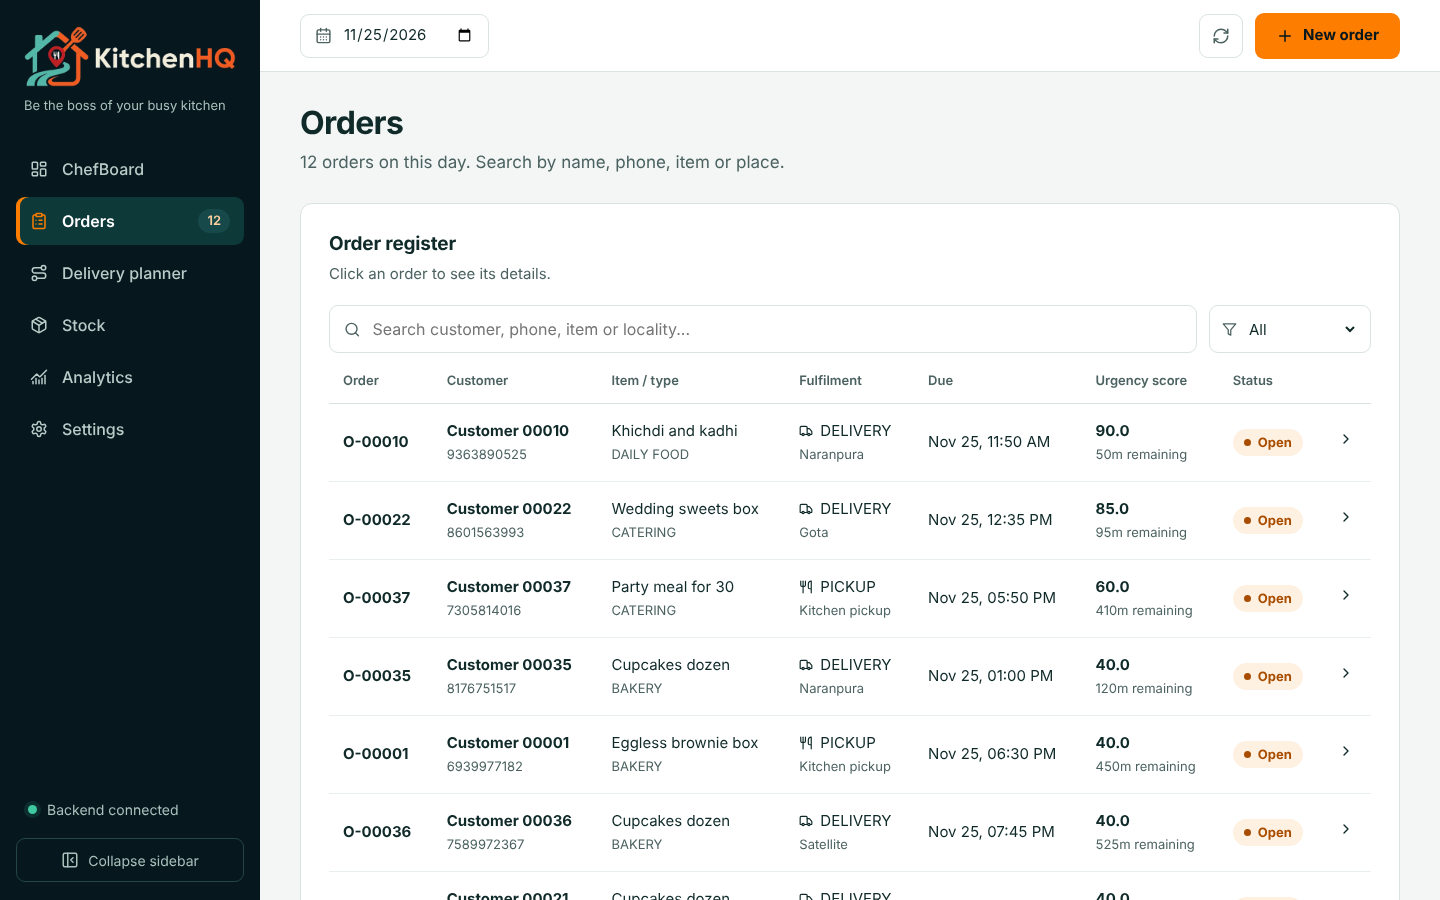 KitchenHQ
Be the boss of your busy kitchen
ChefBoard
Orders 12
Delivery planner
Stock
Analytics
Settings
Backend connected
Collapse sidebar
11/25/2026
New order
Orders
12 orders on this day. Search by name, phone, item or place.
Order register
Click an order to see its details.
Search customer, phone, item or locality...
All
Order Customer Item / type Fulfilment Due Urgency score Status
O-00010 Customer 00010 Khichdi and kadhi DELIVERY Nov 25, 11:50 AM 90.0 Open
9363890525 DAILY FOOD Naranpura 50m remaining
O-00022 Customer 00022 Wedding sweets box DELIVERY Nov 25, 12:35 PM 85.0 Open
8601563993 CATERING Gota 95m remaining
O-00037 Customer 00037 Party meal for 30 PICKUP Nov 25, 05:50 PM 60.0 Open
7305814016 CATERING Kitchen pickup 410m remaining
O-00035 Customer 00035 Cupcakes dozen DELIVERY Nov 25, 01:00 PM 40.0 Open
8176751517 BAKERY Naranpura 120m remaining
O-00001 Customer 00001 Eggless brownie box PICKUP Nov 25, 06:30 PM 40.0 Open
6939977182 BAKERY Kitchen pickup 450m remaining
O-00036 Customer 00036 Cupcakes dozen DELIVERY Nov 25, 07:45 PM 40.0 Open
7589972367 BAKERY Satellite 525m remaining
Customer 00021 Cupcakes dozen DELIVERY 40.0